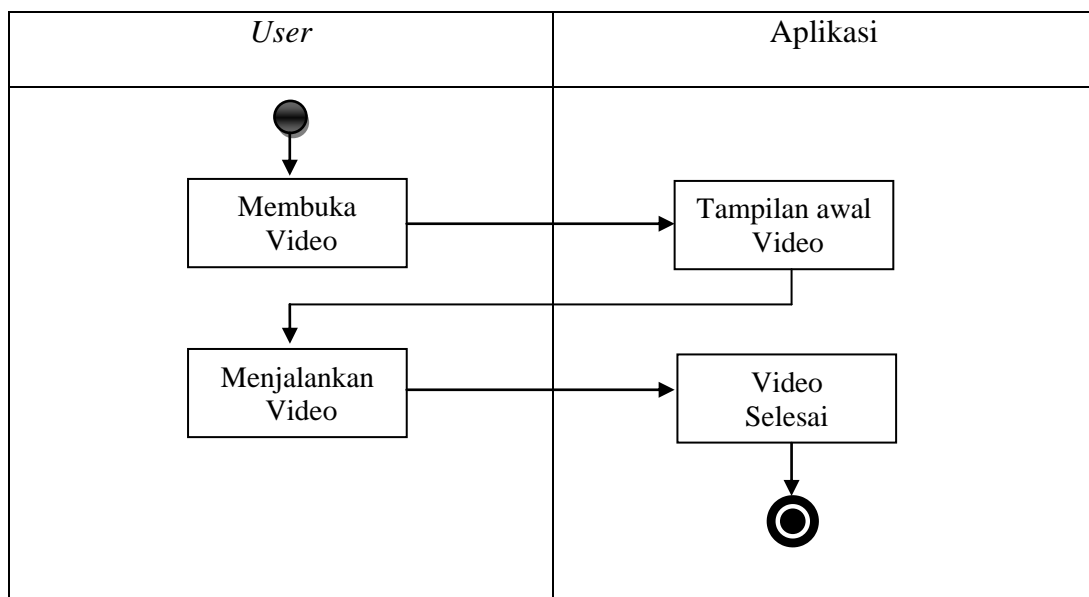 User
Aplikasi
Membuka
Video
Tampilan awal
Video
Menjalankan
Video
Video
Selesai